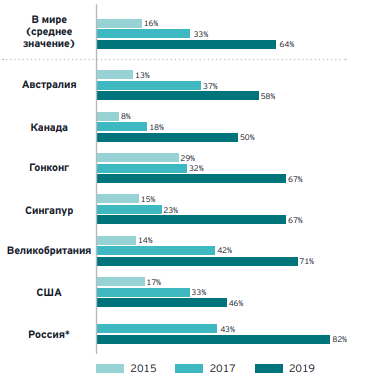 В мире
(среднее
значение)
16%
33%
64%
Австралия
13%
37%
58%
Канада
8%
18%
50%
Гонконг
29%
32%
67%
Сингапур
15%
23%
67%
Великобритания
14%
42%
71%
США
17%
33%
46%
Россия*
43%
82%
2015 2017 2019